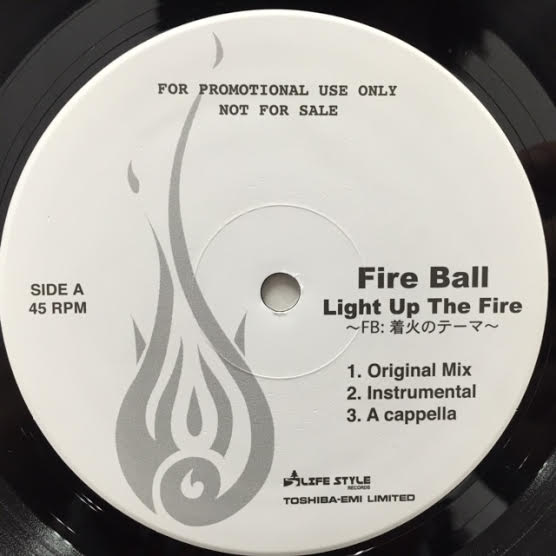 FOR PROMOTIONAL USE ONLY
NOT FOR SALE
SIDE A
45 RPM
Fire Ball
Light Up The Fire
～FB: 着火のテーマ～
1. Original Mix
2. Instrumental
3. A cappella
LIFE STYLE
RECORDS
TOSHIBA-EMI LIMITED